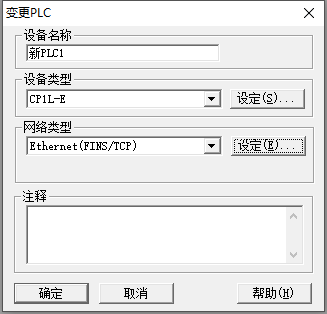 变更PLC
设备名称
新PLC1
设备类型
CP1L-E
设定(S)...
网络类型
Ethernet(FINS/TCP)
设定(E)...
注释
确定
取消
帮助(H)